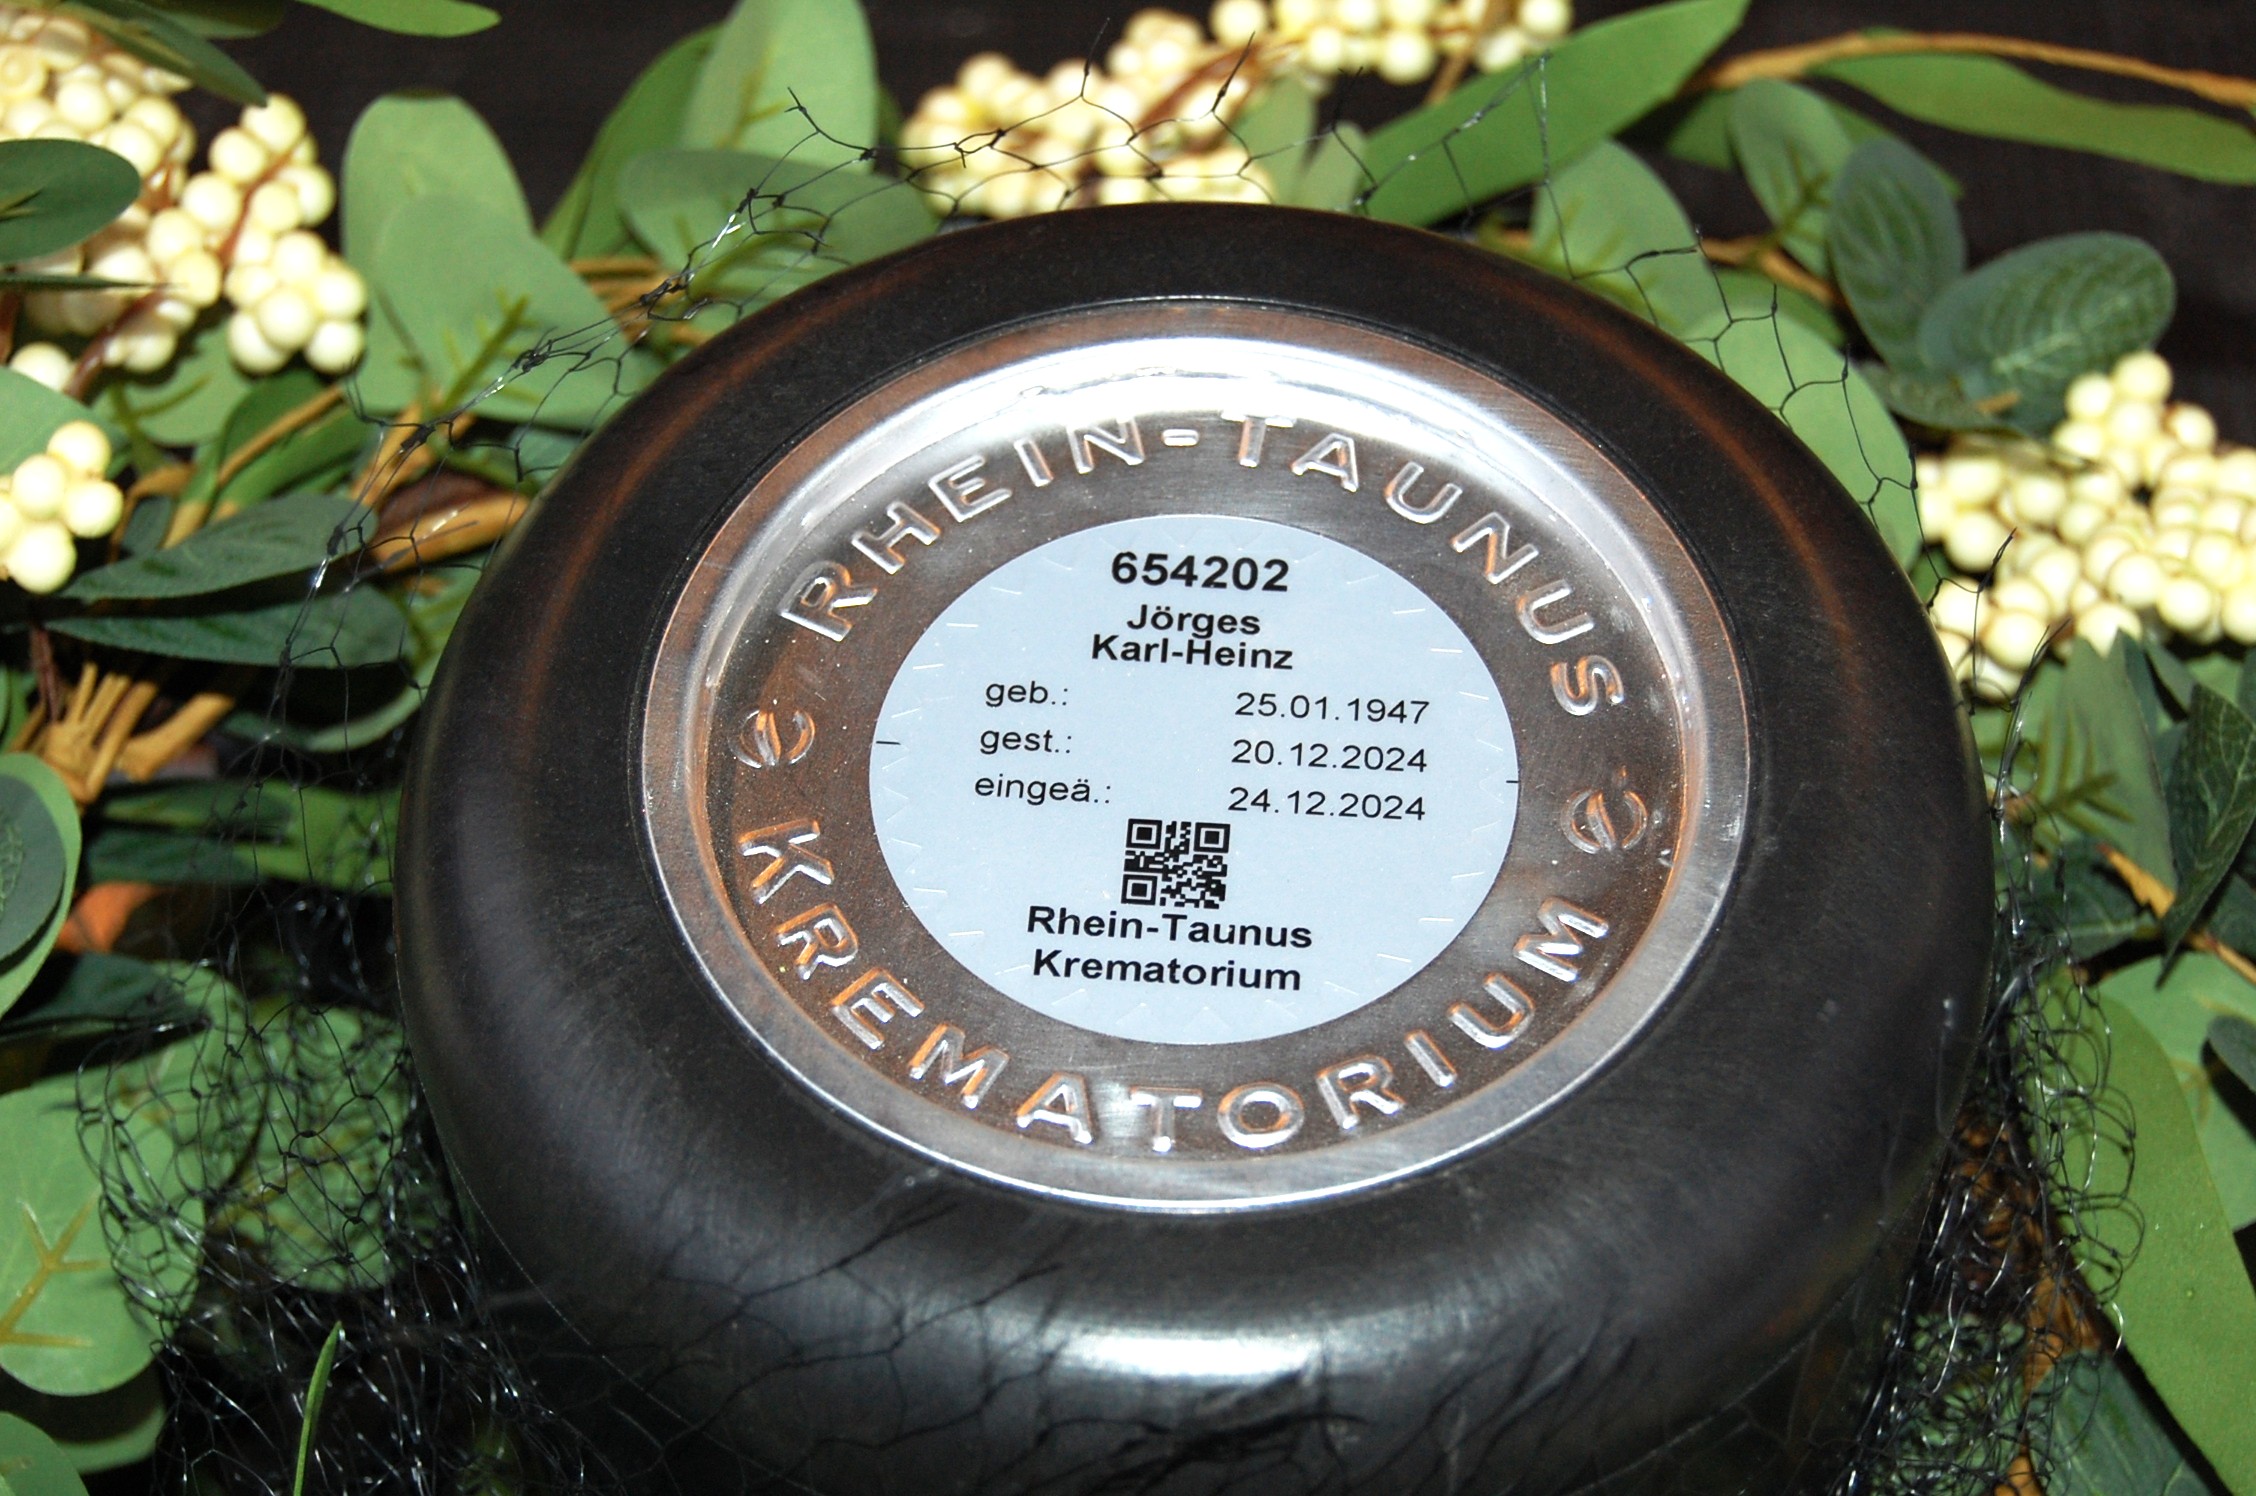 RHEIN-TAUNUS
654202
Jörges
Karl-Heinz
geb.: 25.01.1947
gest.: 20.12.2024
eingeä.: 24.12.2024
Rhein-Taunus
Krematorium
KREMATORIUM